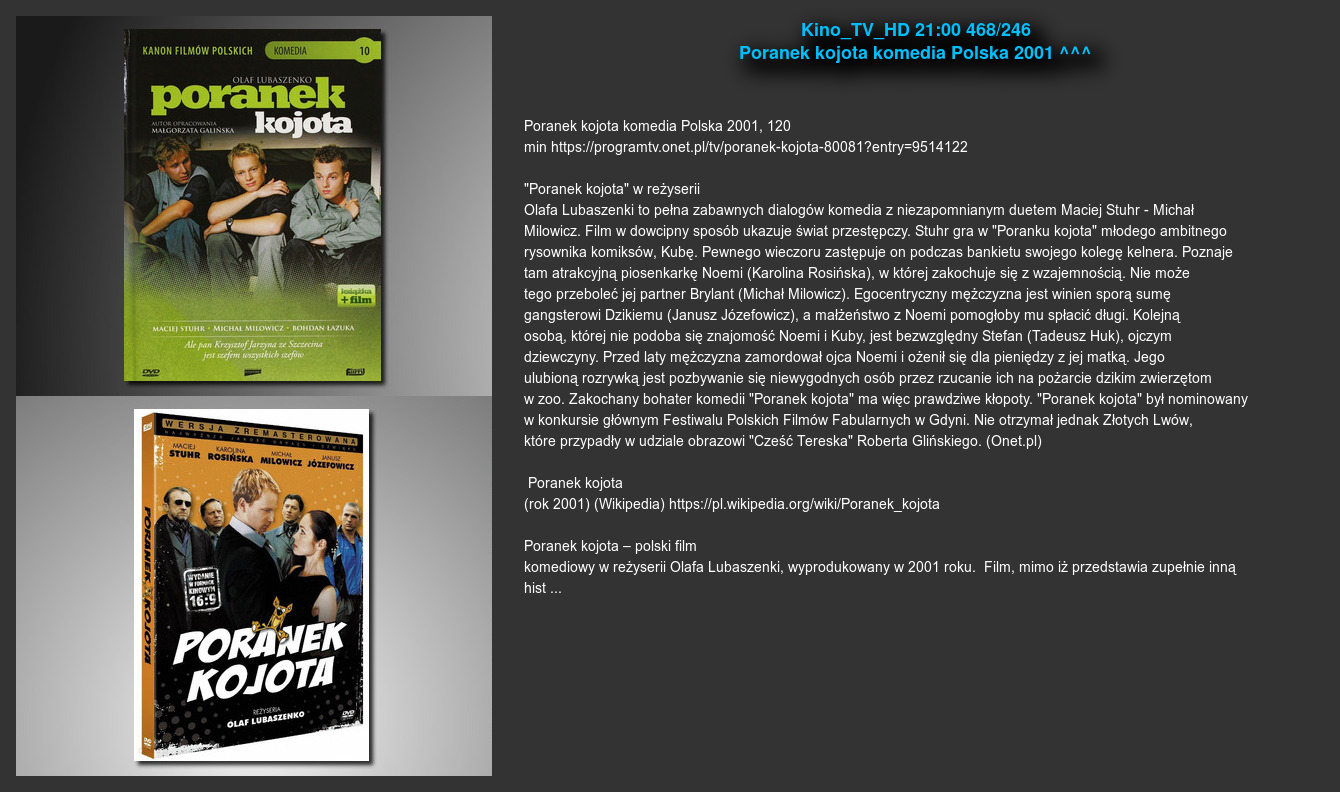 Kino_TV_HD 21:00 468/246
Poranek kojota komedia Polska 2001 ^^^
Poranek kojota komedia Polska 2001, 120
min https://programtv.onet.pl/tv/poranek-kojota-80081?entry=9514122
"Poranek kojota" w reżyserii
Olafa Lubaszenki to pełna zabawnych dialogów komedia z niezapomnianym duetem Maciej Stuhr - Michał
Milowicz. Film w dowcipny sposób ukazuje świat przestępczy. Stuhr gra w "Poranku kojota" młodego ambitnego
rysownika komiksów, Kubę. Pewnego wieczoru zastępuje on podczas bankietu swojego kolegę kelnera. Poznaje
tam atrakcyjną piosenkarkę Noemi (Karolina Rosińska), w której zakochuje się z wzajemnością. Nie może
tego przeboleć jej partner Brylant (Michał Milowicz). Egocentryczny mężczyzna jest winien sporą sumę
gangsterowi Dzikiemu (Janusz Józefowicz), a małżeństwo z Noemi pomogłoby mu spłacić długi. Kolejną
osobą, której nie podoba się znajomość Noemi i Kuby, jest bezwzględny Stefan (Tadeusz Huk), ojczym
dziewczyny. Przed laty mężczyzna zamordował ojca Noemi i ożenił się dla pieniędzy z jej matką. Jego
ulubioną rozrywką jest pozbywanie się niewygodnych osób przez rzucanie ich na pożarcie dzikim zwierzętom
w zoo. Zakochany bohater komedii "Poranek kojota" ma więc prawdziwe kłopoty. "Poranek kojota" był nominowany
w konkursie głównym Festiwalu Polskich Filmów Fabularnych w Gdyni. Nie otrzymał jednak Złotych Lwów,
które przypadły w udziale obrazowi "Cześć Tereska" Roberta Glińskiego. (Onet.pl)
Poranek kojota
(rok 2001) (Wikipedia) https://pl.wikipedia.org/wiki/Poranek_kojota
Poranek kojota – polski film
komediowy w reżyserii Olafa Lubaszenki, wyprodukowany w 2001 roku.  Film, mimo iż przedstawia zupełnie inną
hist ...
KANON FILMÓW POLSKICH KOMEDIA 10
OLAF LUBASZENKO
poranek
kojota
AUTOR OPRACOWANIA
MAŁGORZATA GALIŃSKA
książka
+ film
MACIEJ STUHR • MICHAŁ MILOWICZ • BOHDAN ŁAZUKA
Ale pan Krzysztof Jarzyna ze Szczecina
jest szefem wszystkich szefów
DVD
WERSJA ZREMASTEROWANA
MACIEJ STUHR
KAROLINA ROSIŃSKA
MICHAŁ MILOWICZ
JANUSZ JÓZEFOWICZ
WYDANIE
W FORMACIE
KINOWYM
16:9
PORANEK KOJOTA
PORANEK
KOJOTA
REŻYSERIA
OLAF LUBASZENKO
DVD